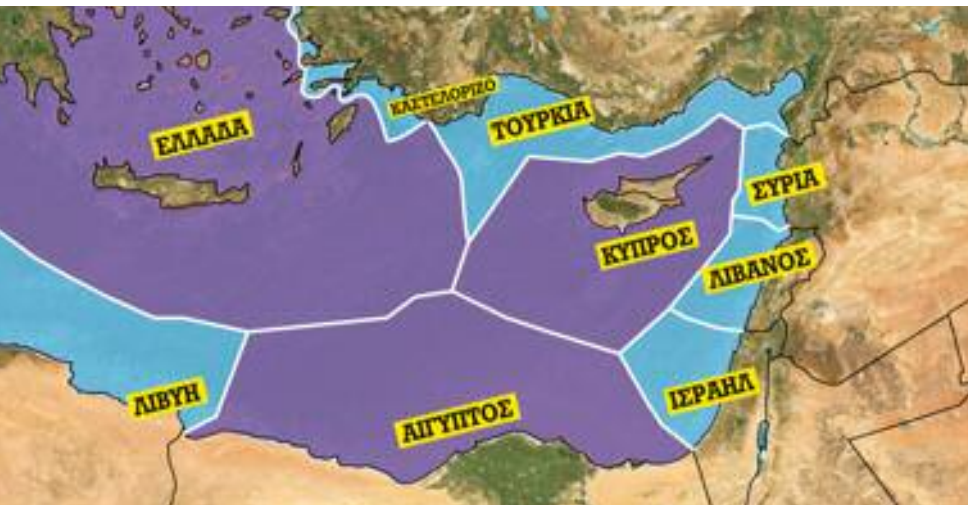 ΚΑΣΤΕΛΟΡΙΖΟ
ΕΛΛΑΔΑ
ΤΟΥΡΚΙΑ
ΣΥΡΙΑ
ΚΥΠΡΟΣ
ΛΙΒΑΝΟΣ
ΛΙΒΥΗ
ΙΣΡΑΗΛ
ΑΙΓΥΠΤΟΣ